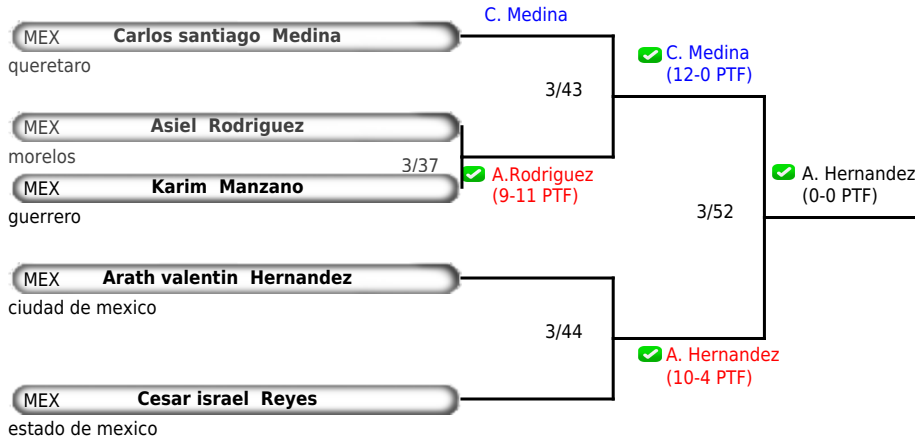 C. Medina
MEX Carlos santiago Medina
queretaro
C. Medina
(12-0 PTF)
3/43
MEX Asiel Rodriguez
morelos
3/37
A.Rodriguez
(9-11 PTF)
MEX Karim Manzano
guerrero
A. Hernandez
(0-0 PTF)
3/52
MEX Arath valentin Hernandez
ciudad de mexico
3/44
A. Hernandez
(10-4 PTF)
MEX Cesar israel Reyes
estado de mexico